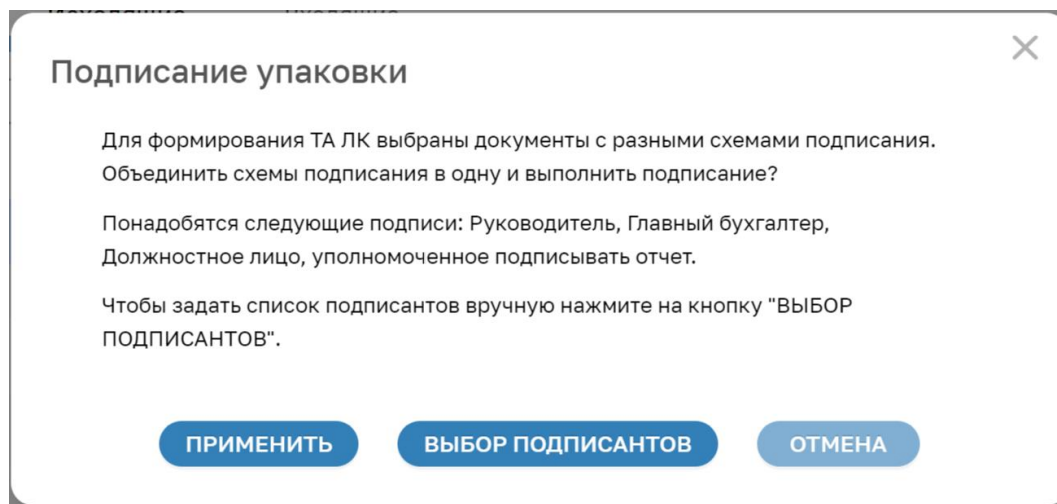 Подписание упаковки
Для формирования ТА ЛК выбраны документы с разными схемами подписания.
Объединить схемы подписания в одну и выполнить подписание?
Понадобятся следующие подписи: Руководитель, Главный бухгалтер,
Должностное лицо, уполномоченное подписывать отчет.
Чтобы задать список подписантов вручную нажмите на кнопку "ВЫБОР
ПОДПИСАНТОВ".
ПРИМЕНИТЬ ВЫБОР ПОДПИСАНТОВ ОТМЕНА